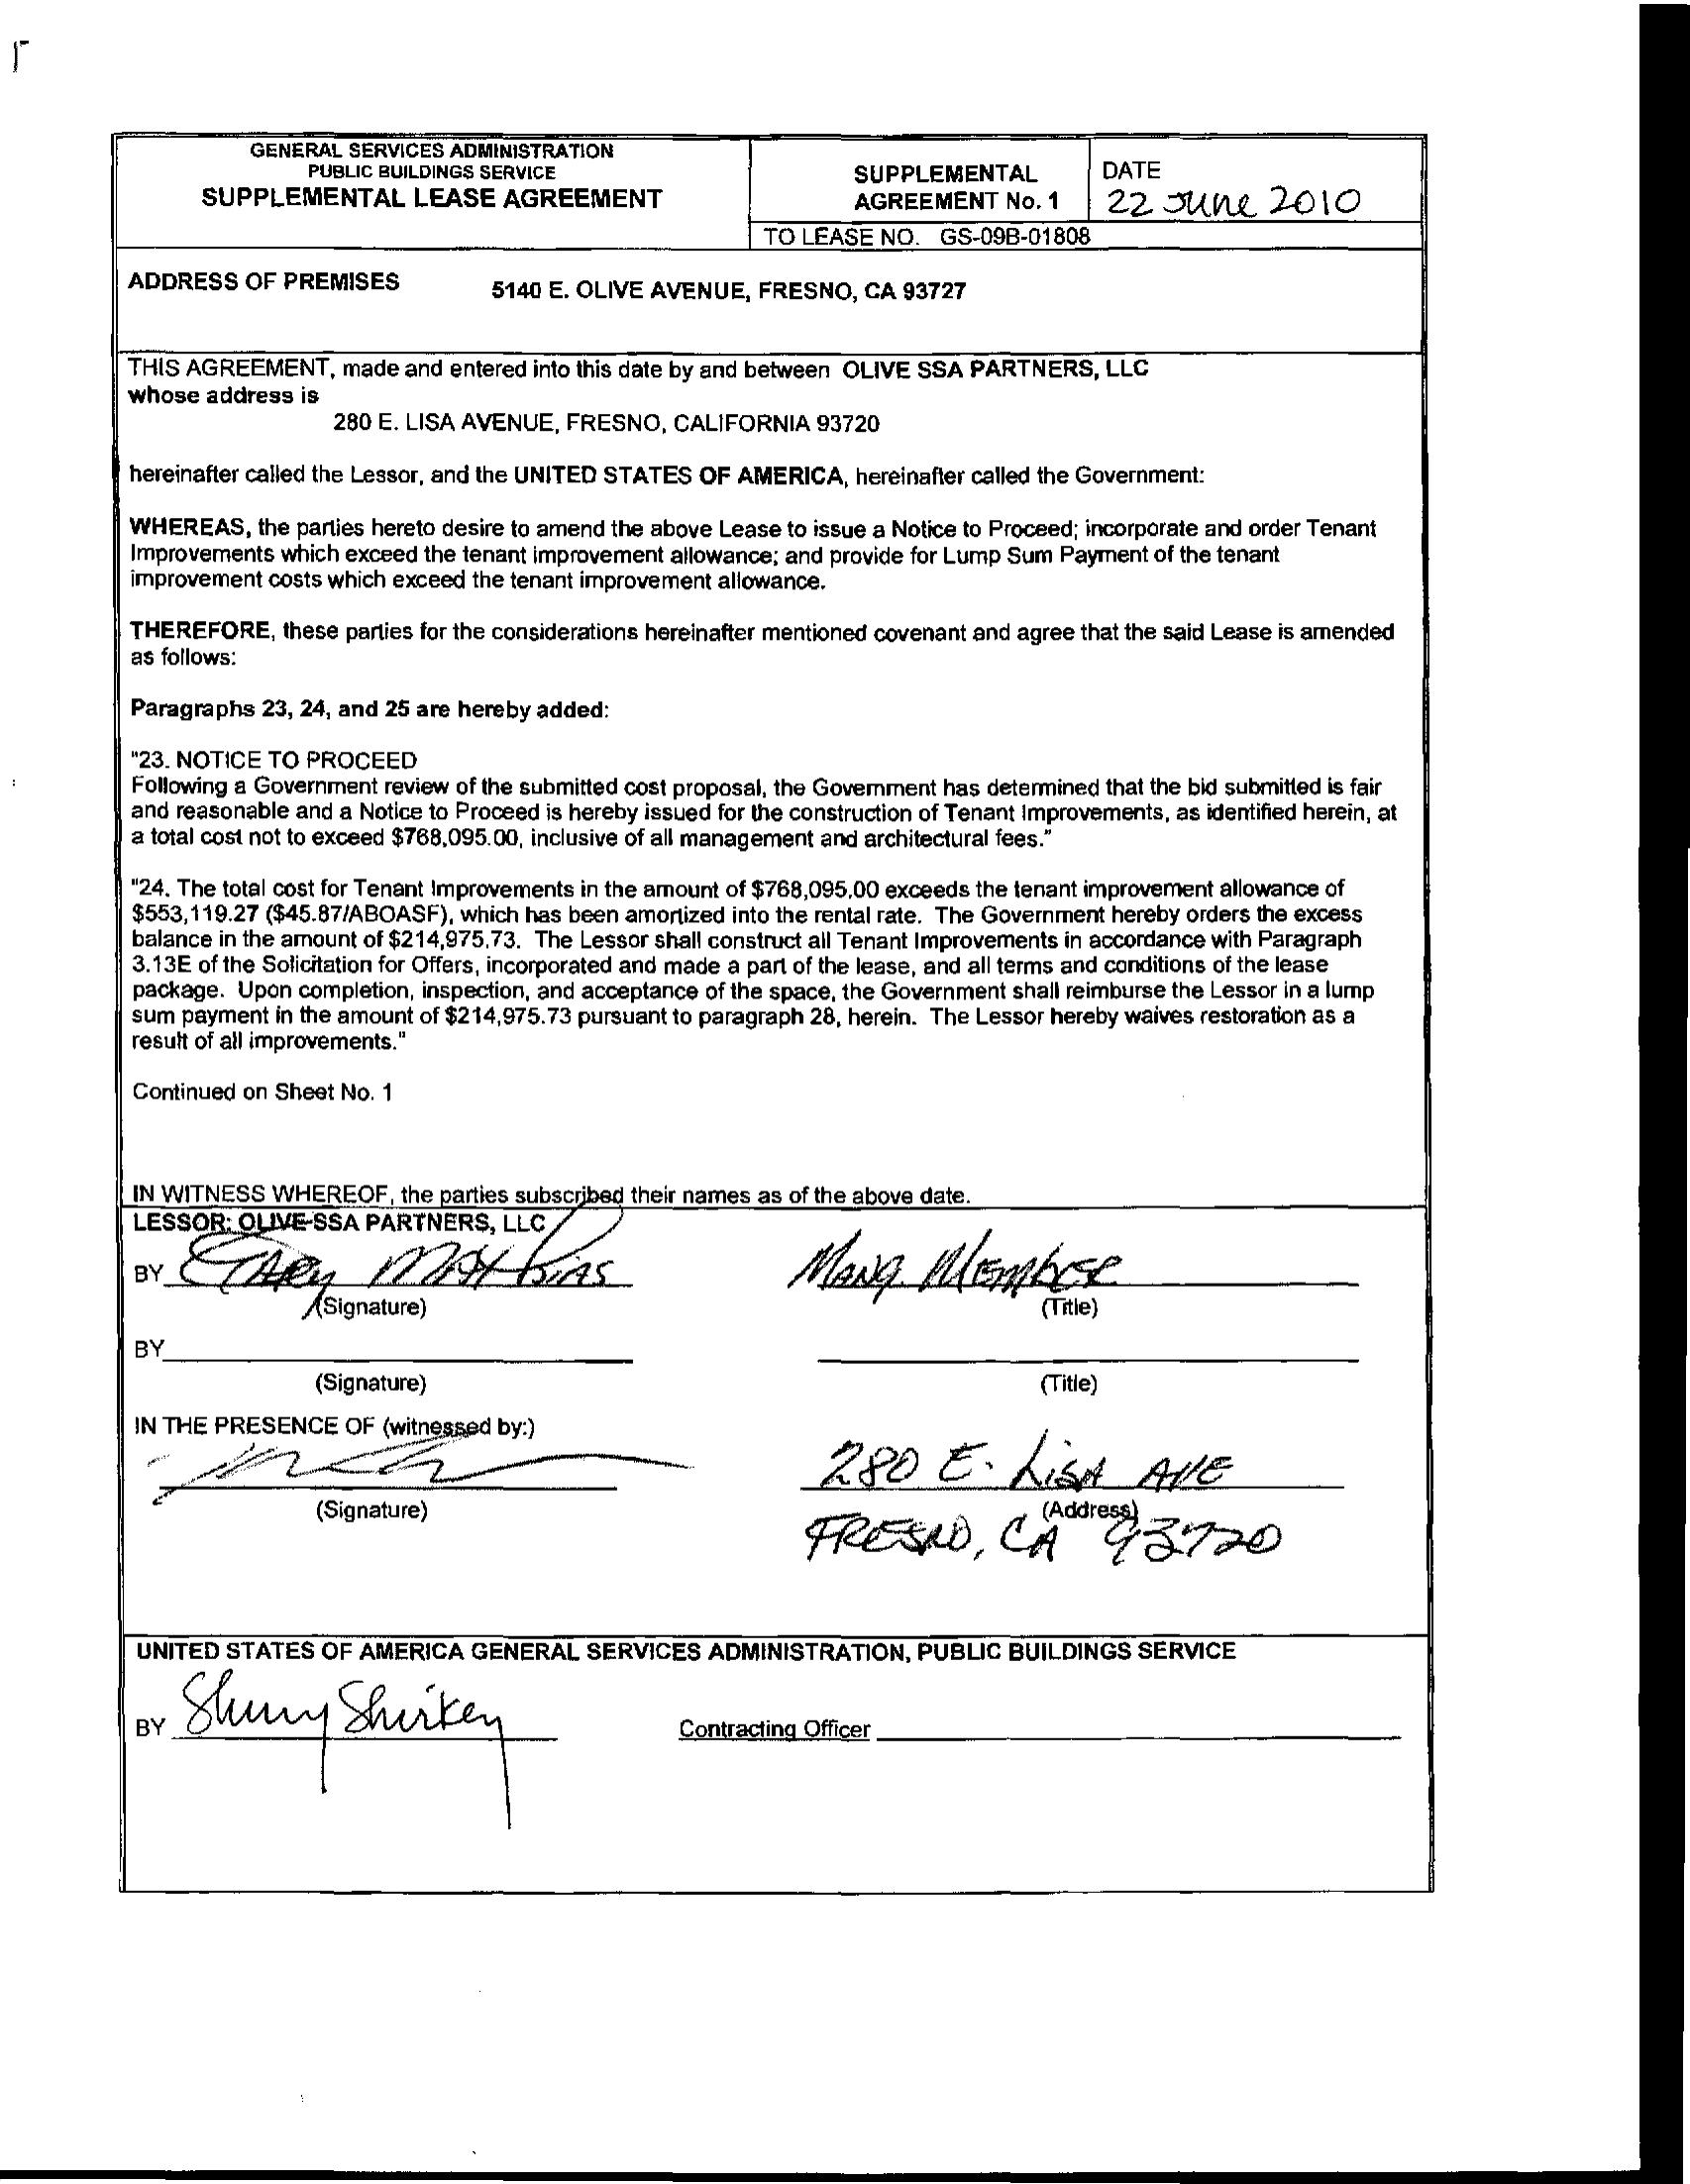 GENERAL SERVICES ADMINISTRATION
PUBLIC BUILDINGS SERVICE
SUPPLEMENTAL LEASE AGREEMENT
SUPPLEMENTAL
AGREEMENT No. 1
DATE
22 June 2010
TO LEASE NO. GS-09B-01808
ADDRESS OF PREMISES
5140 E. OLIVE AVENUE, FRESNO, CA 93727
THIS AGREEMENT, made and entered into this date by and between OLIVE SSA PARTNERS, LLC
whose address is
280 E. LISA AVENUE, FRESNO, CALIFORNIA 93720
hereinafter called the Lessor, and the UNITED STATES OF AMERICA, hereinafter called the Government:
WHEREAS, the parties hereto desire to amend the above Lease to issue a Notice to Proceed; incorporate and order Tenant
Improvements which exceed the tenant improvement allowance; and provide for Lump Sum Payment of the tenant
improvement costs which exceed the tenant improvement allowance.
THEREFORE, these parties for the considerations hereinafter mentioned covenant and agree that the said Lease is amended
as follows:
Paragraphs 23, 24, and 25 are hereby added:
"23. NOTICE TO PROCEED
Following a Government review of the submitted cost proposal, the Government has determined that the bid submitted is fair
and reasonable and a Notice to Proceed is hereby issued for the construction of Tenant Improvements, as identified herein, at
a total cost not to exceed $768,095.00, inclusive of all management and architectural fees."
"24. The total cost for Tenant Improvements in the amount of $768,095.00 exceeds the tenant improvement allowance of
$553,119.27 ($45.87/ABOASF), which has been amortized into the rental rate. The Government hereby orders the excess
balance in the amount of $214,975.73. The Lessor shall construct all Tenant Improvements in accordance with Paragraph
3.13E of the Solicitation for Offers, incorporated and made a part of the lease, and all terms and conditions of the lease
package. Upon completion, inspection, and acceptance of the space, the Government shall reimburse the Lessor in a lump
sum payment in the amount of $214,975.73 pursuant to paragraph 28, herein. The Lessor hereby waives restoration as a
result of all improvements."
Continued on Sheet No. 1
IN WITNESS WHEREOF, the parties subscribed their names as of the above date.
LESSOR: OLIVE SSA PARTNERS, LLC
BY Gary Mathias Mang. Member
(Signature) (Title)
BY
(Signature) (Title)
IN THE PRESENCE OF (witnessed by:)
280 E. LISA AVE
(Signature) (Address)
FRESNO, CA 93720
UNITED STATES OF AMERICA GENERAL SERVICES ADMINISTRATION, PUBLIC BUILDINGS SERVICE
BY Shirkey Contracting Officer